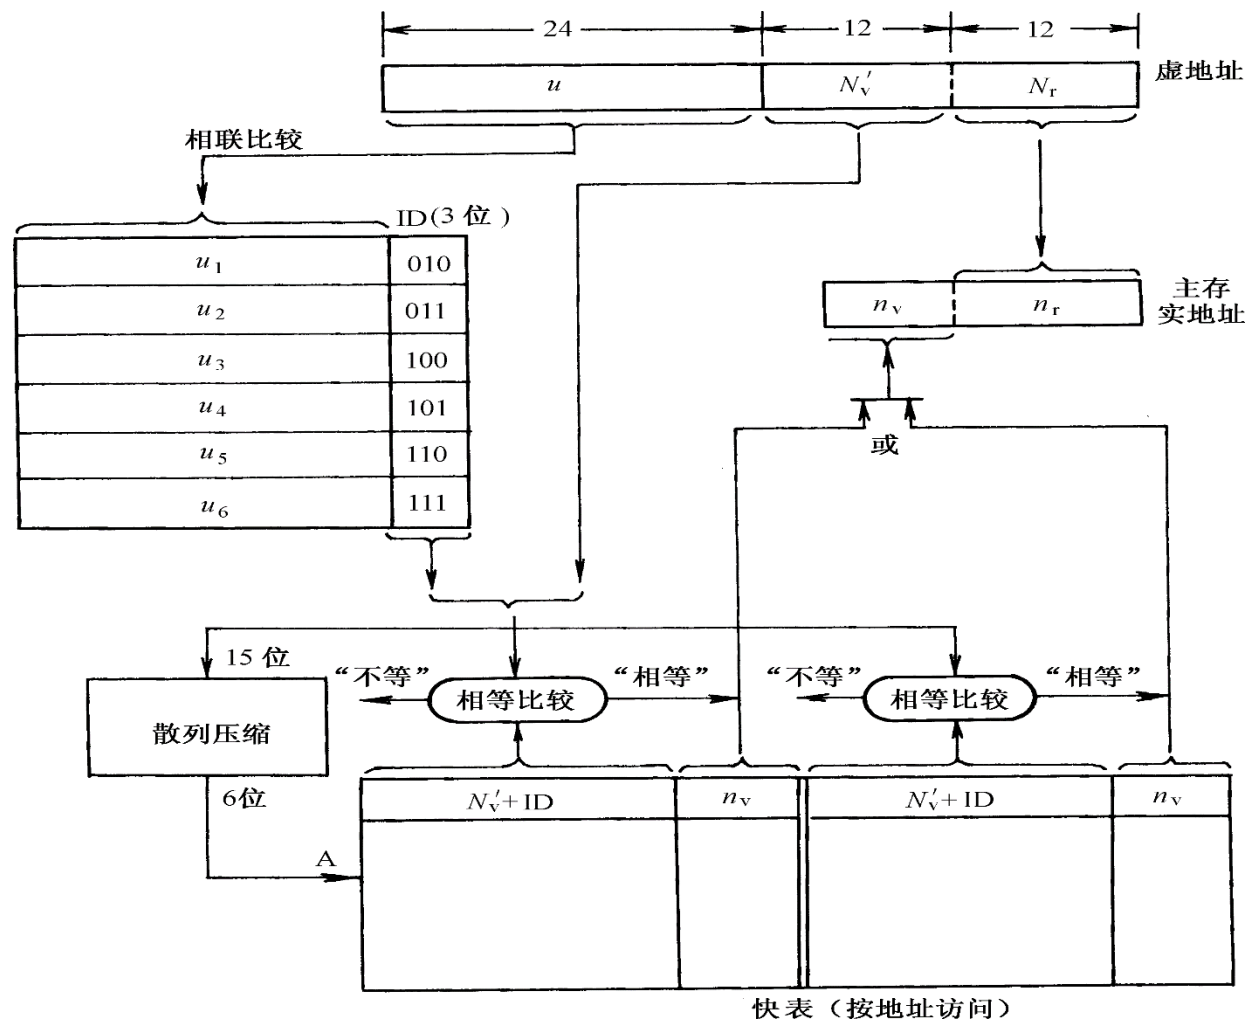 24 12 12
u N′v Nr 虚地址
相联比较
ID(3位)
u1 010
u2 011
u3 100
u4 101
u5 110
u6 111
nv nr 主存
实地址
或
15位
“不等” 相等比较 “相等” “不等” 相等比较 “相等”
散列压缩
6位
N′v+ID nv N′v+ID nv
A
快表（按地址访问）